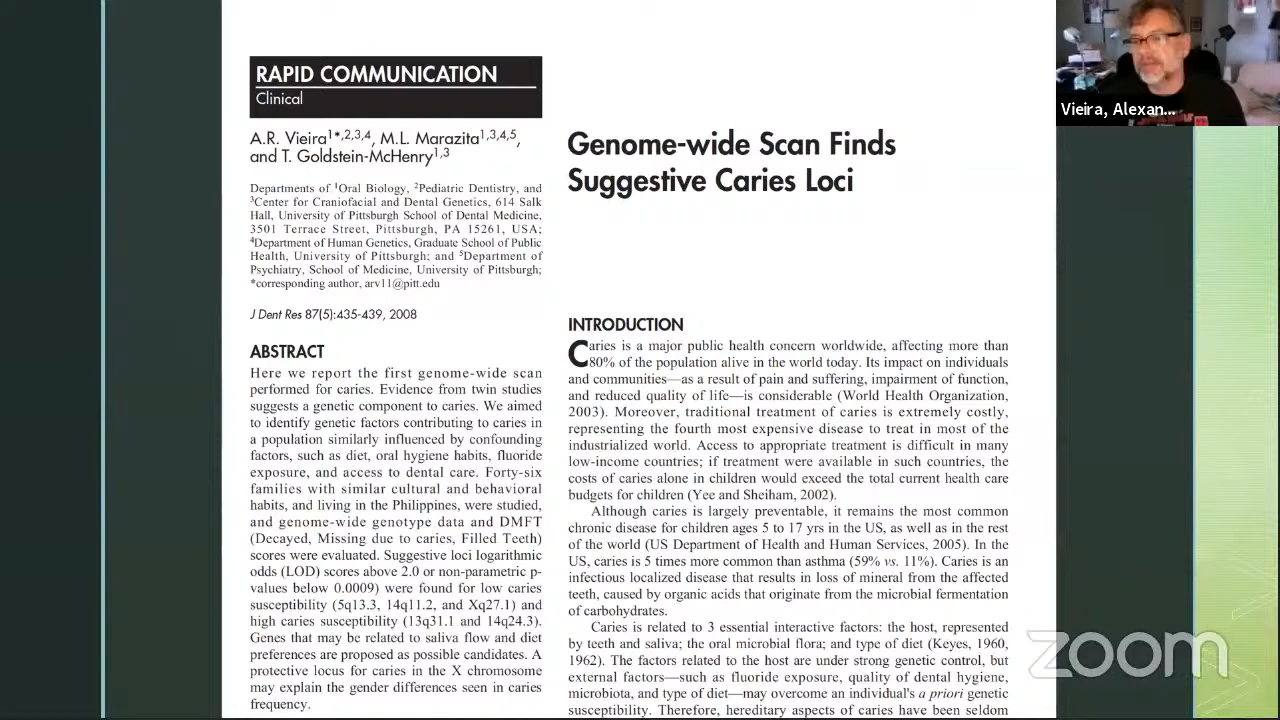 RAPID COMMUNICATION
Clinical
A.R. Vieira1*,2,3,4, M.L. Marazita1,3,4,5,
and T. Goldstein-McHenry1,3
Departments of 1Oral Biology, 2Pediatric Dentistry, and
3Center for Craniofacial and Dental Genetics, 614 Salk
Hall, University of Pittsburgh School of Dental Medicine,
3501 Terrace Street, Pittsburgh, PA 15261, USA;
4Department of Human Genetics, Graduate School of Public
Health, University of Pittsburgh; and 5Department of
Psychiatry, School of Medicine, University of Pittsburgh;
*corresponding author, arv11@pitt.edu
J Dent Res 87(5):435-439, 2008
ABSTRACT
Here we report the first genome-wide scan
performed for caries. Evidence from twin studies
suggests a genetic component to caries. We aimed
to identify genetic factors contributing to caries in
a population similarly influenced by confounding
factors, such as diet, oral hygiene habits, fluoride
exposure, and access to dental care. Forty-six
families with similar cultural and behavioral
habits, and living in the Philippines, were studied,
and genome-wide genotype data and DMFT
(Decayed, Missing due to caries, Filled Teeth)
scores were evaluated. Suggestive loci logarithmic
odds (LOD) scores above 2.0 or non-parametric p-
values below 0.0009) were found for low caries
susceptibility (5q13.3, 14q11.2, and Xq27.1) and
high caries susceptibility (13q31.1 and 14q24.3).
Genes that may be related to saliva flow and diet
preferences are proposed as possible candidates. A
protective locus for caries in the X chromosome
may explain the gender differences seen in caries
frequency.
Genome-wide Scan Finds
Suggestive Caries Loci
INTRODUCTION
Caries is a major public health concern worldwide, affecting more than
80% of the population alive in the world today. Its impact on individuals
and communities—as a result of pain and suffering, impairment of function,
and reduced quality of life—is considerable (World Health Organization,
2003). Moreover, traditional treatment of caries is extremely costly,
representing the fourth most expensive disease to treat in most of the
industrialized world. Access to appropriate treatment is difficult in many
low-income countries; if treatment were available in such countries, the
costs of caries alone in children would exceed the total current health care
budgets for children (Yee and Sheiham, 2002).
Although caries is largely preventable, it remains the most common
chronic disease for children ages 5 to 17 yrs in the US, as well as in the rest
of the world (US Department of Health and Human Services, 2005). In the
US, caries is 5 times more common than asthma (59% vs. 11%). Caries is an
infectious localized disease that results in loss of mineral from the affected
teeth, caused by organic acids that originate from the microbial fermentation
of carbohydrates.
Caries is related to 3 essential interactive factors: the host, represented
by teeth and saliva; the oral microbial flora; and type of diet (Keyes, 1960,
1962). The factors related to the host are under strong genetic control, but
external factors—such as fluoride exposure, quality of dental hygiene,
microbiota, and type of diet—may overcome an individual's a priori genetic
susceptibility. Therefore, hereditary aspects of caries have been seldom
Vieira, Alexan...
zoom